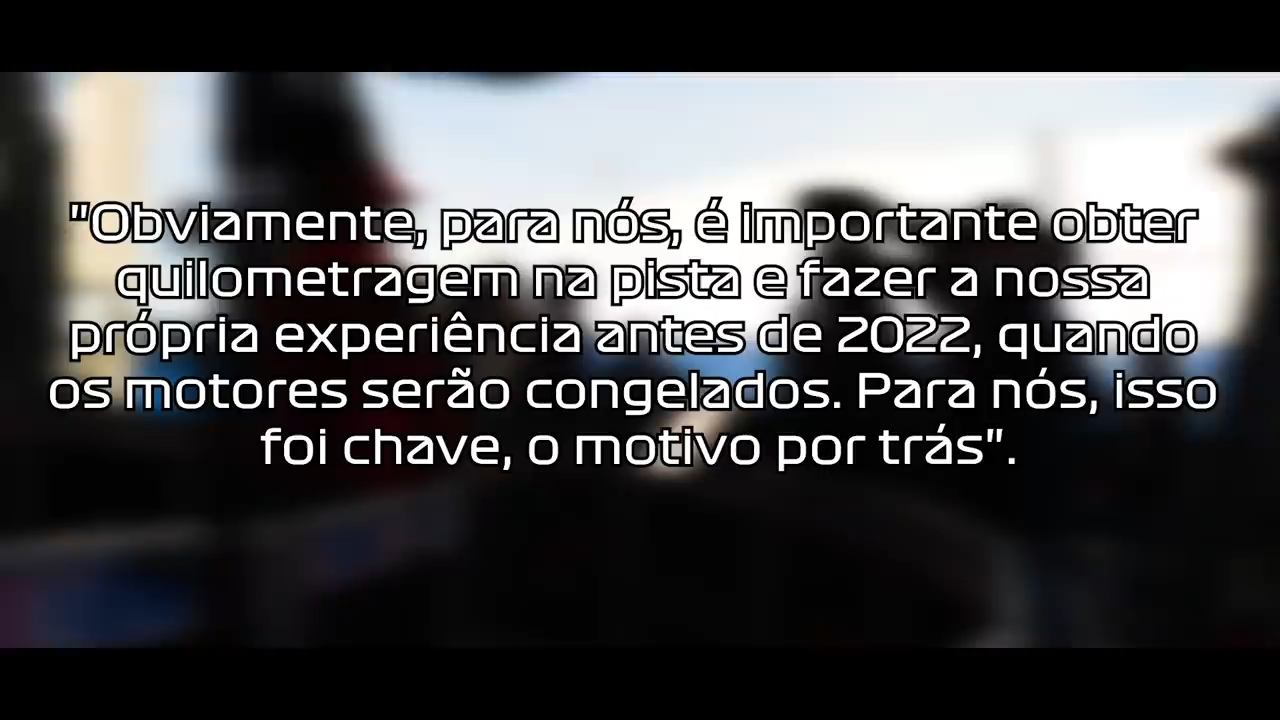 "Obviamente, para nós, é importante obter
quilometragem na pista e fazer a nossa
própria experiência antes de 2022, quando
os motores serão congelados. Para nós, isso
foi chave, o motivo por trás".